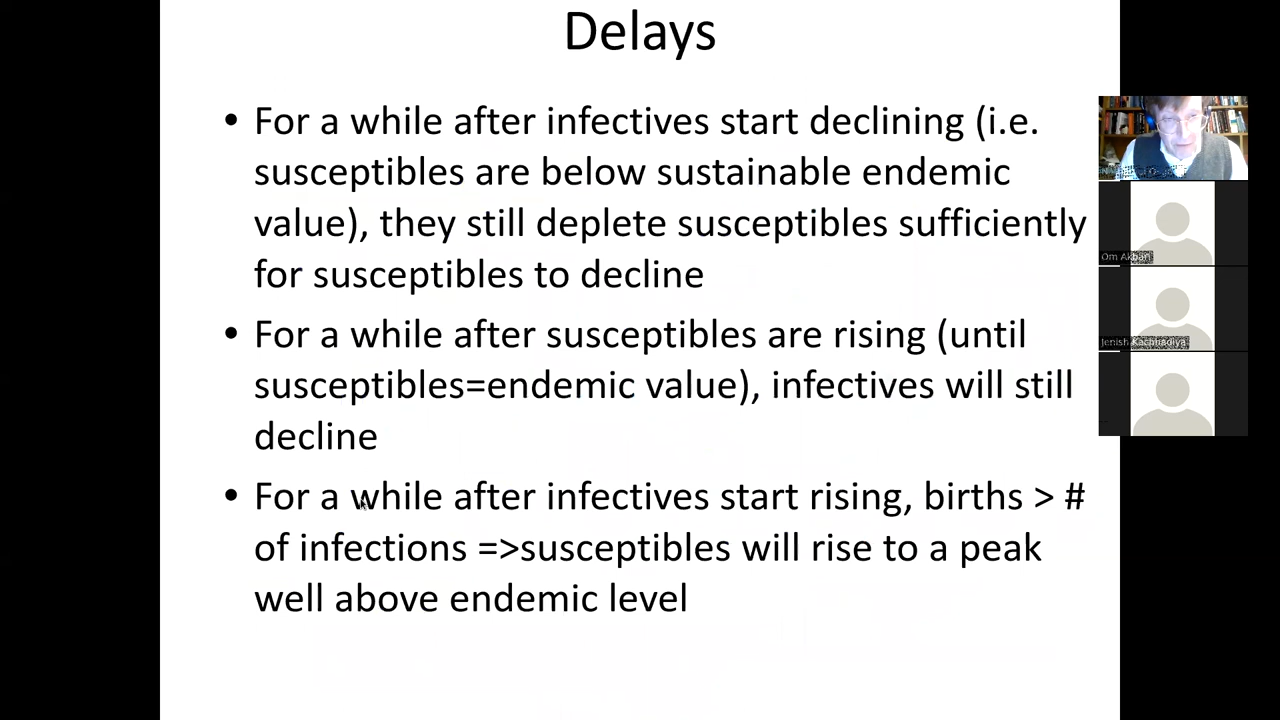 Delays
• For a while after infectives start declining (i.e.
susceptibles are below sustainable endemic
value), they still deplete susceptibles sufficiently
for susceptibles to decline
• For a while after susceptibles are rising (until
susceptibles=endemic value), infectives will still
decline
• For a while after infectives start rising, births > #
of infections =>susceptibles will rise to a peak
well above endemic level
Om Akbari
Jenish Kachhadiya